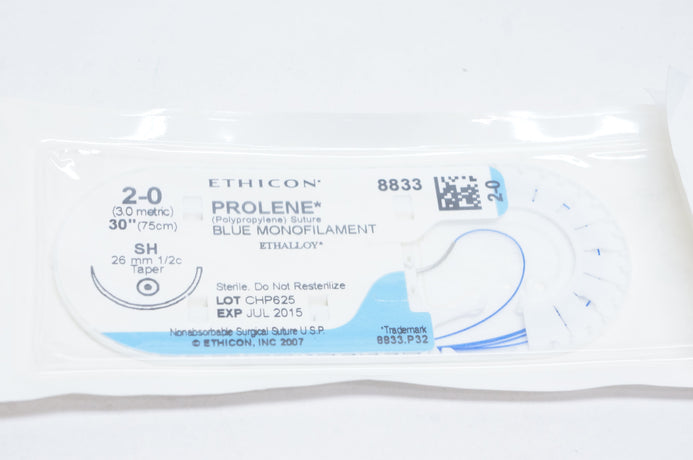 ETHICON*
2-0
(3.0 metric)
30" (75cm)
SH
26 mm 1/2c
Taper
8833
2-0
PROLENE*
(Polypropylene) Suture
BLUE MONOFILAMENT
ETHALLOY*
Sterile. Do Not Resterilize
LOT CHP625
EXP JUL 2015
Nonabsorbable Surgical Suture U.S.P.
© ETHICON, INC 2007
*Trademark
8833.P32